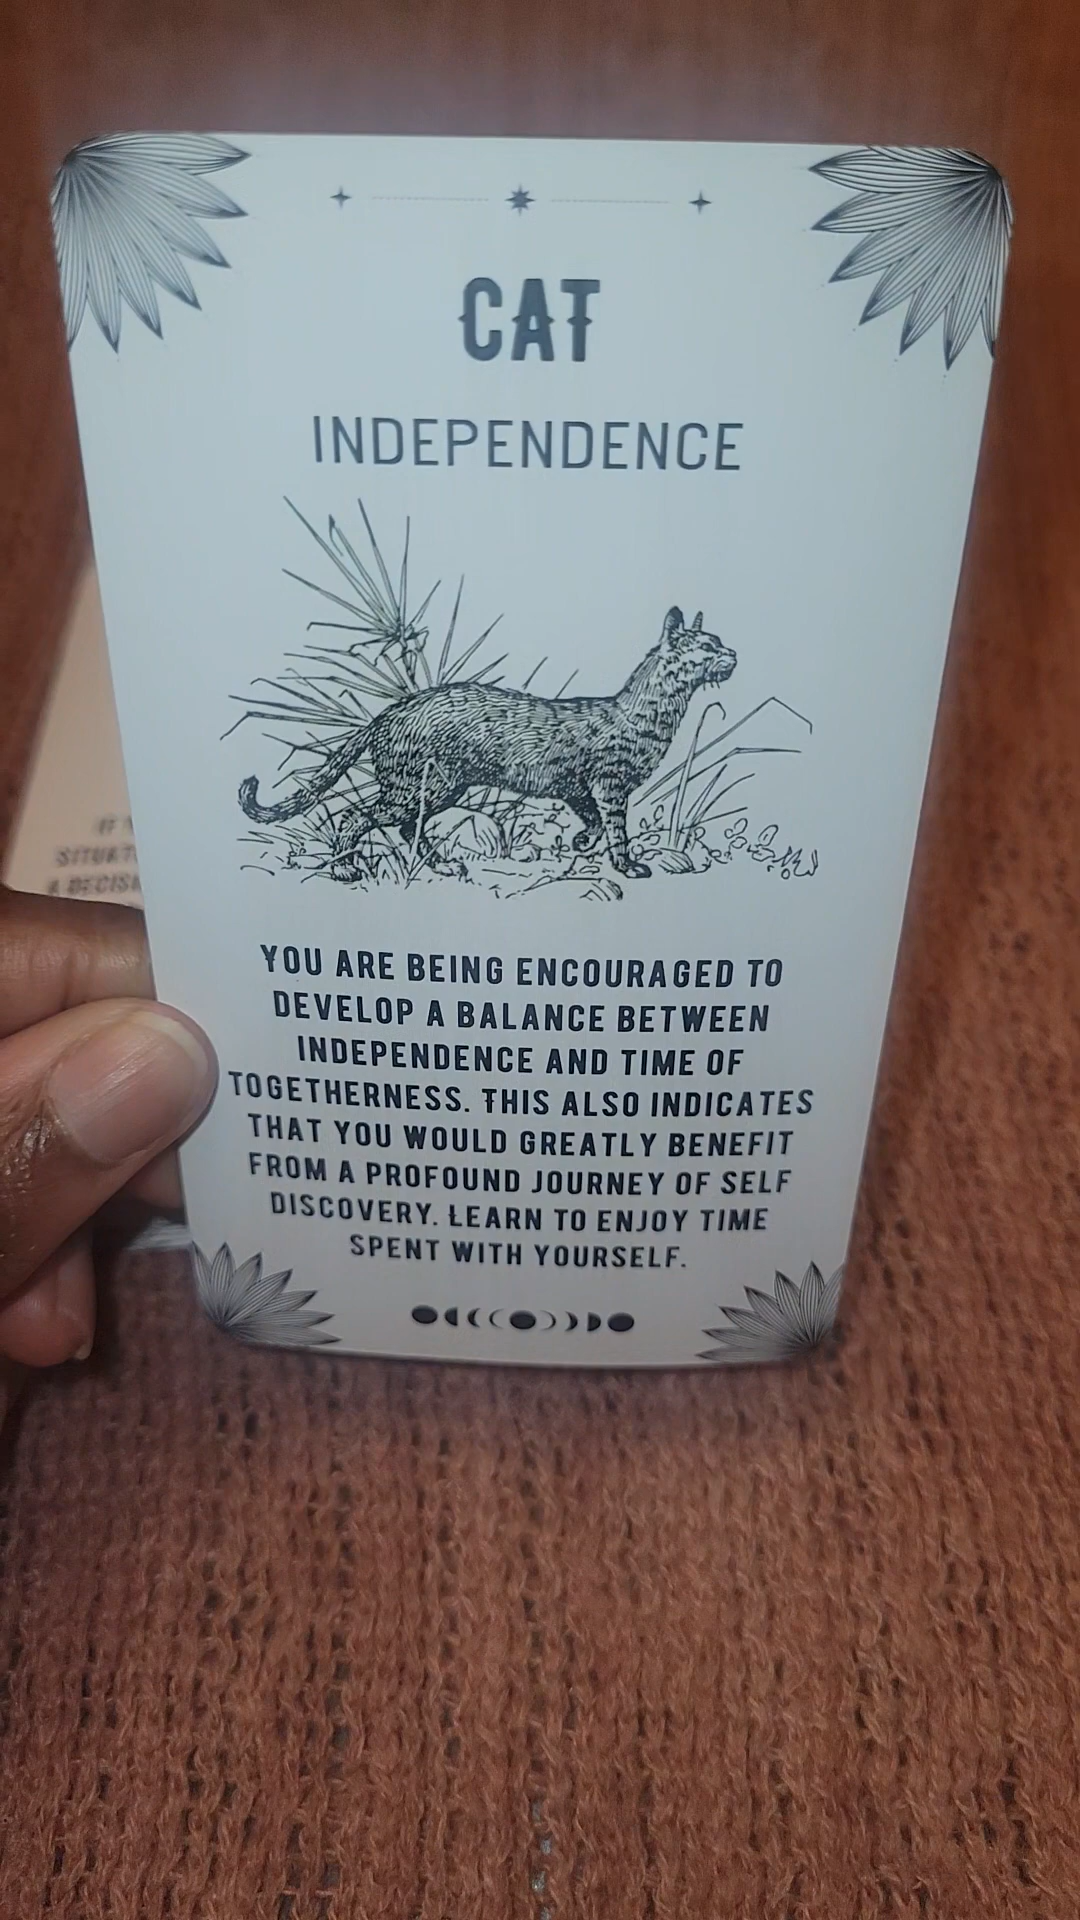 CAT
INDEPENDENCE
YOU ARE BEING ENCOURAGED TO
DEVELOP A BALANCE BETWEEN
INDEPENDENCE AND TIME OF
TOGETHERNESS. THIS ALSO INDICATES
THAT YOU WOULD GREATLY BENEFIT
FROM A PROFOUND JOURNEY OF SELF
DISCOVERY. LEARN TO ENJOY TIME
SPENT WITH YOURSELF.
IF
A